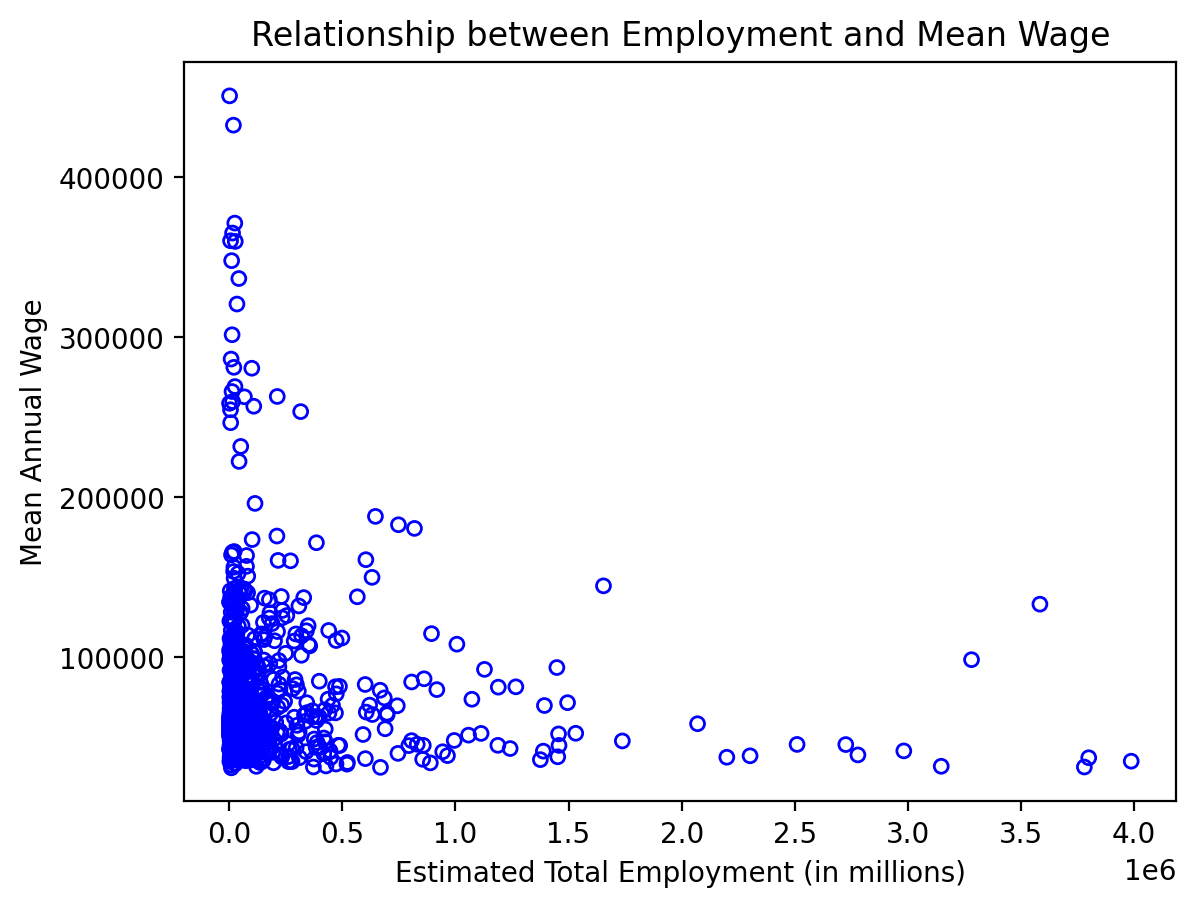 Relationship between Employment and Mean Wage
Mean Annual Wage
400000
300000
200000
100000
0.0 0.5 1.0 1.5 2.0 2.5 3.0 3.5 4.0
1e6
Estimated Total Employment (in millions)